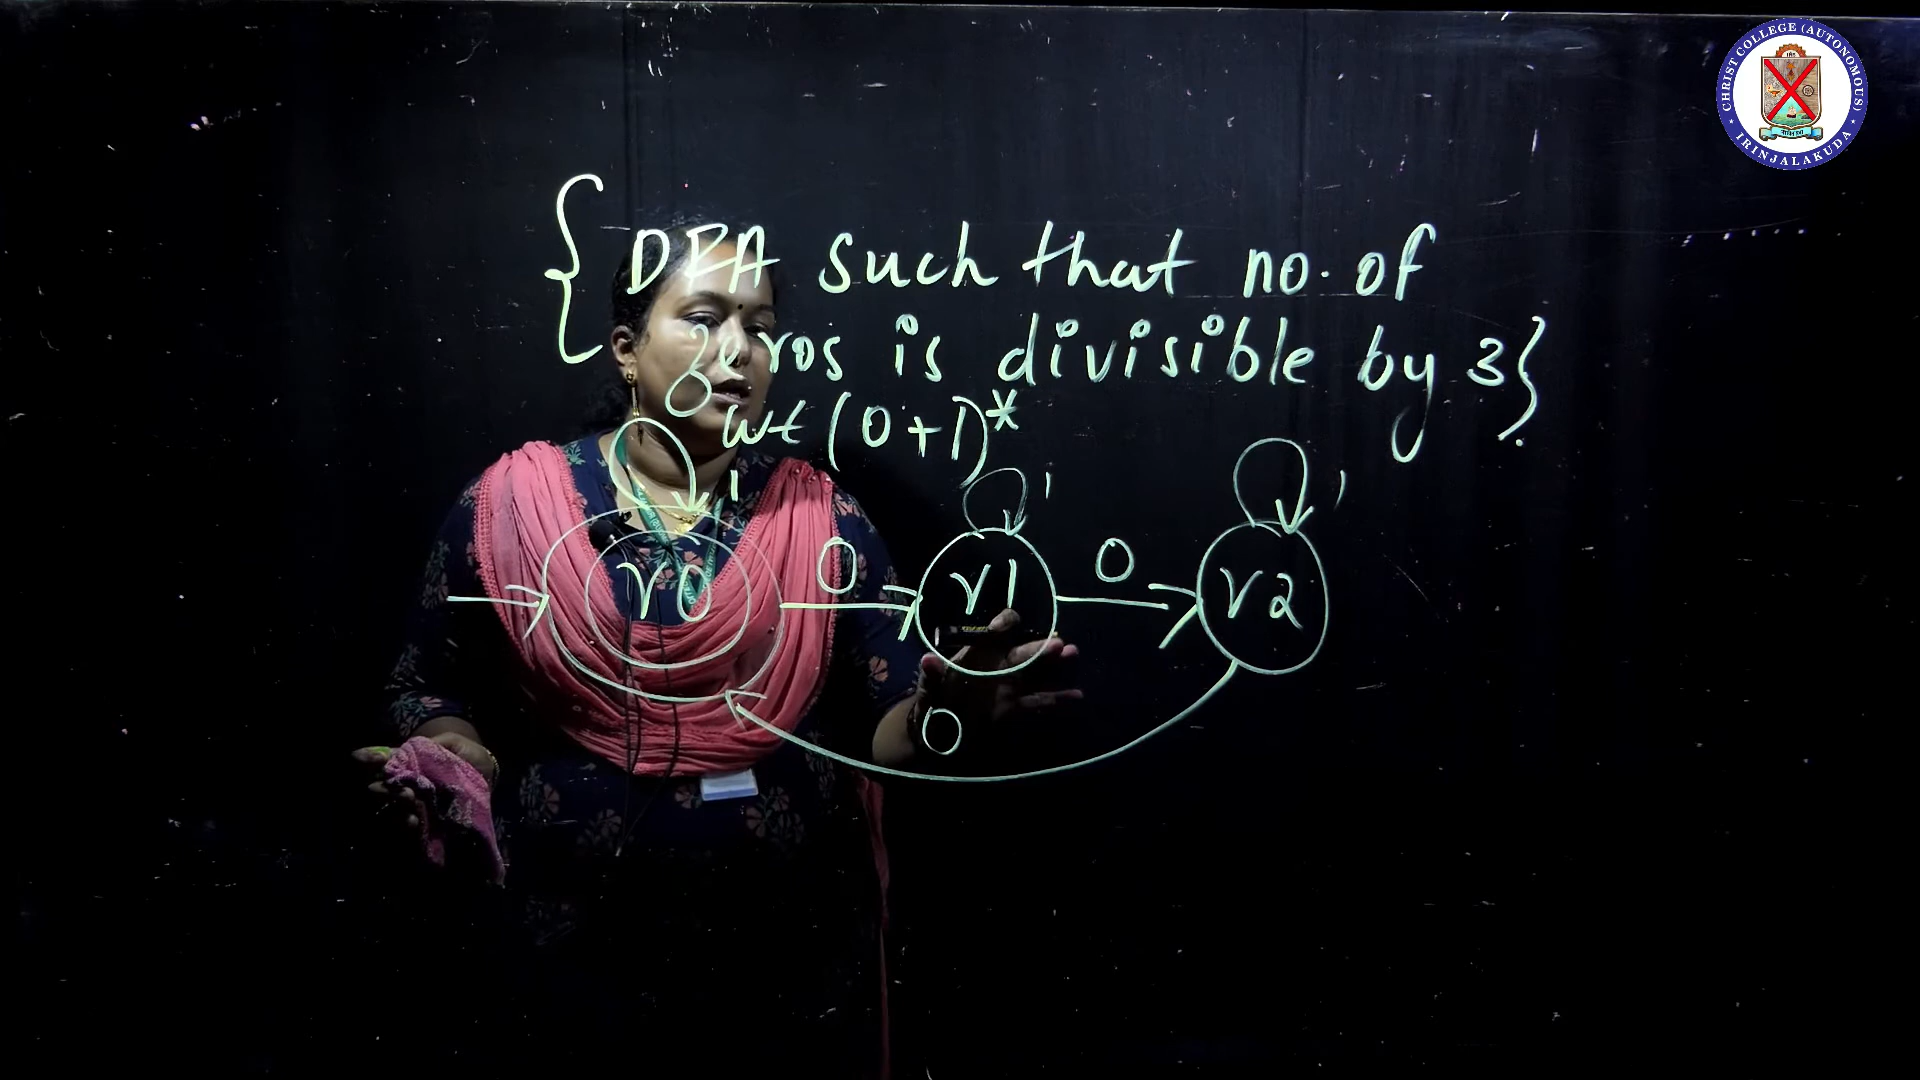 CHRIST COLLEGE (AUTONOMOUS)
IRINJALAKUDA
{ DFA such that no. of
zeros is divisible by 3}
wϵ (0+1)*
1 1 1
r0 0 r1 0 r2
0